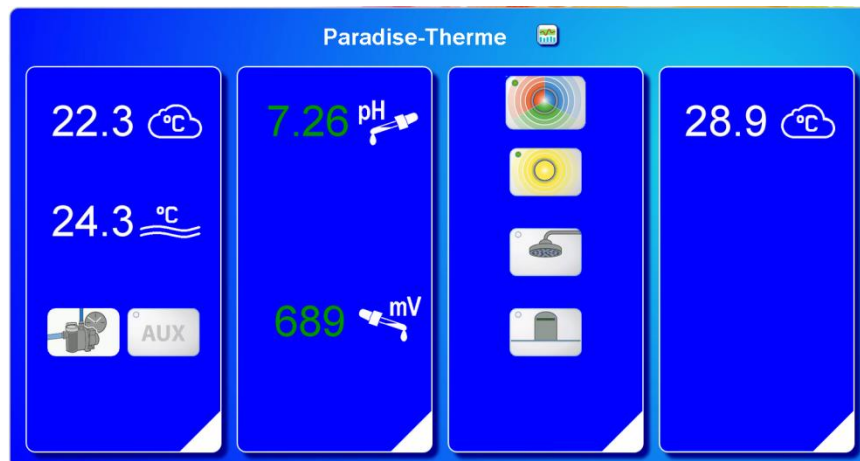 Paradise-Therme
22.3 °C
24.3 °C
AUX
7.26 pH
689 mV
28.9 °C